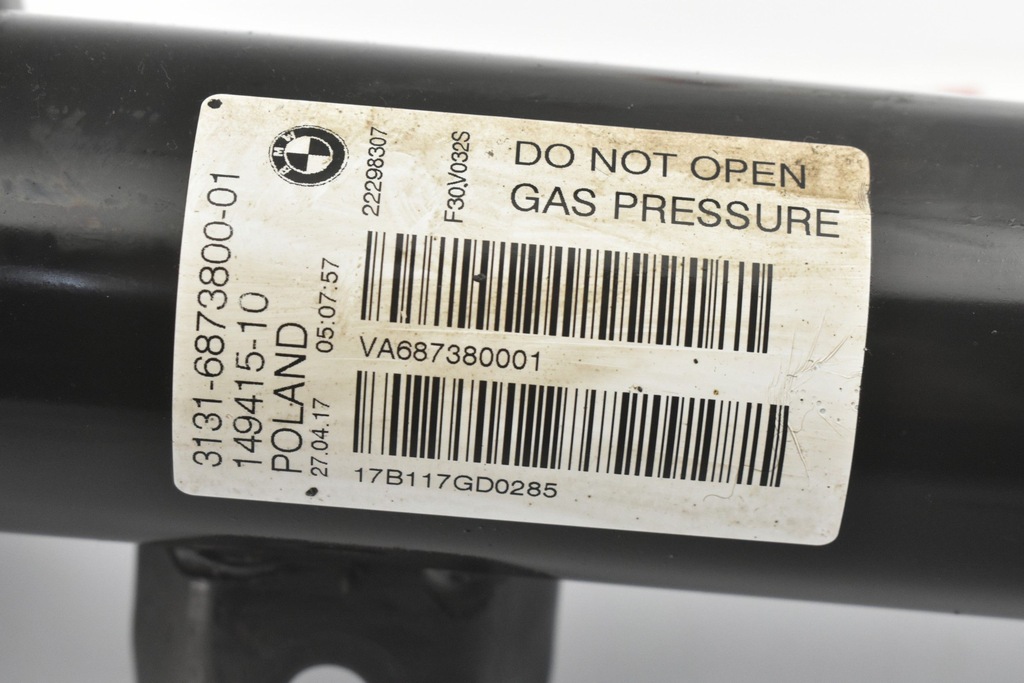 BMW
3131-6873800-01
149415-10
POLAND
27.04.17 05:07:57
22298307
F30,V032S
DO NOT OPEN
GAS PRESSURE
VA687380001
17B117GD0285